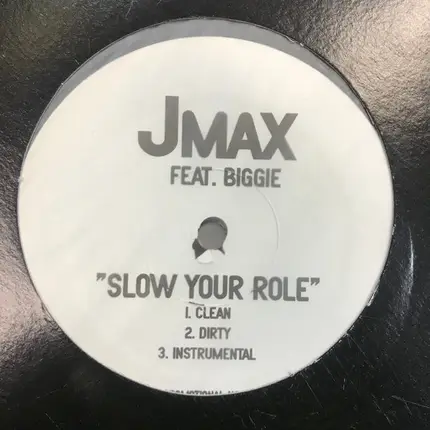 JMAX
FEAT. BIGGIE
"SLOW YOUR ROLE"
1. CLEAN
2. DIRTY
3. INSTRUMENTAL